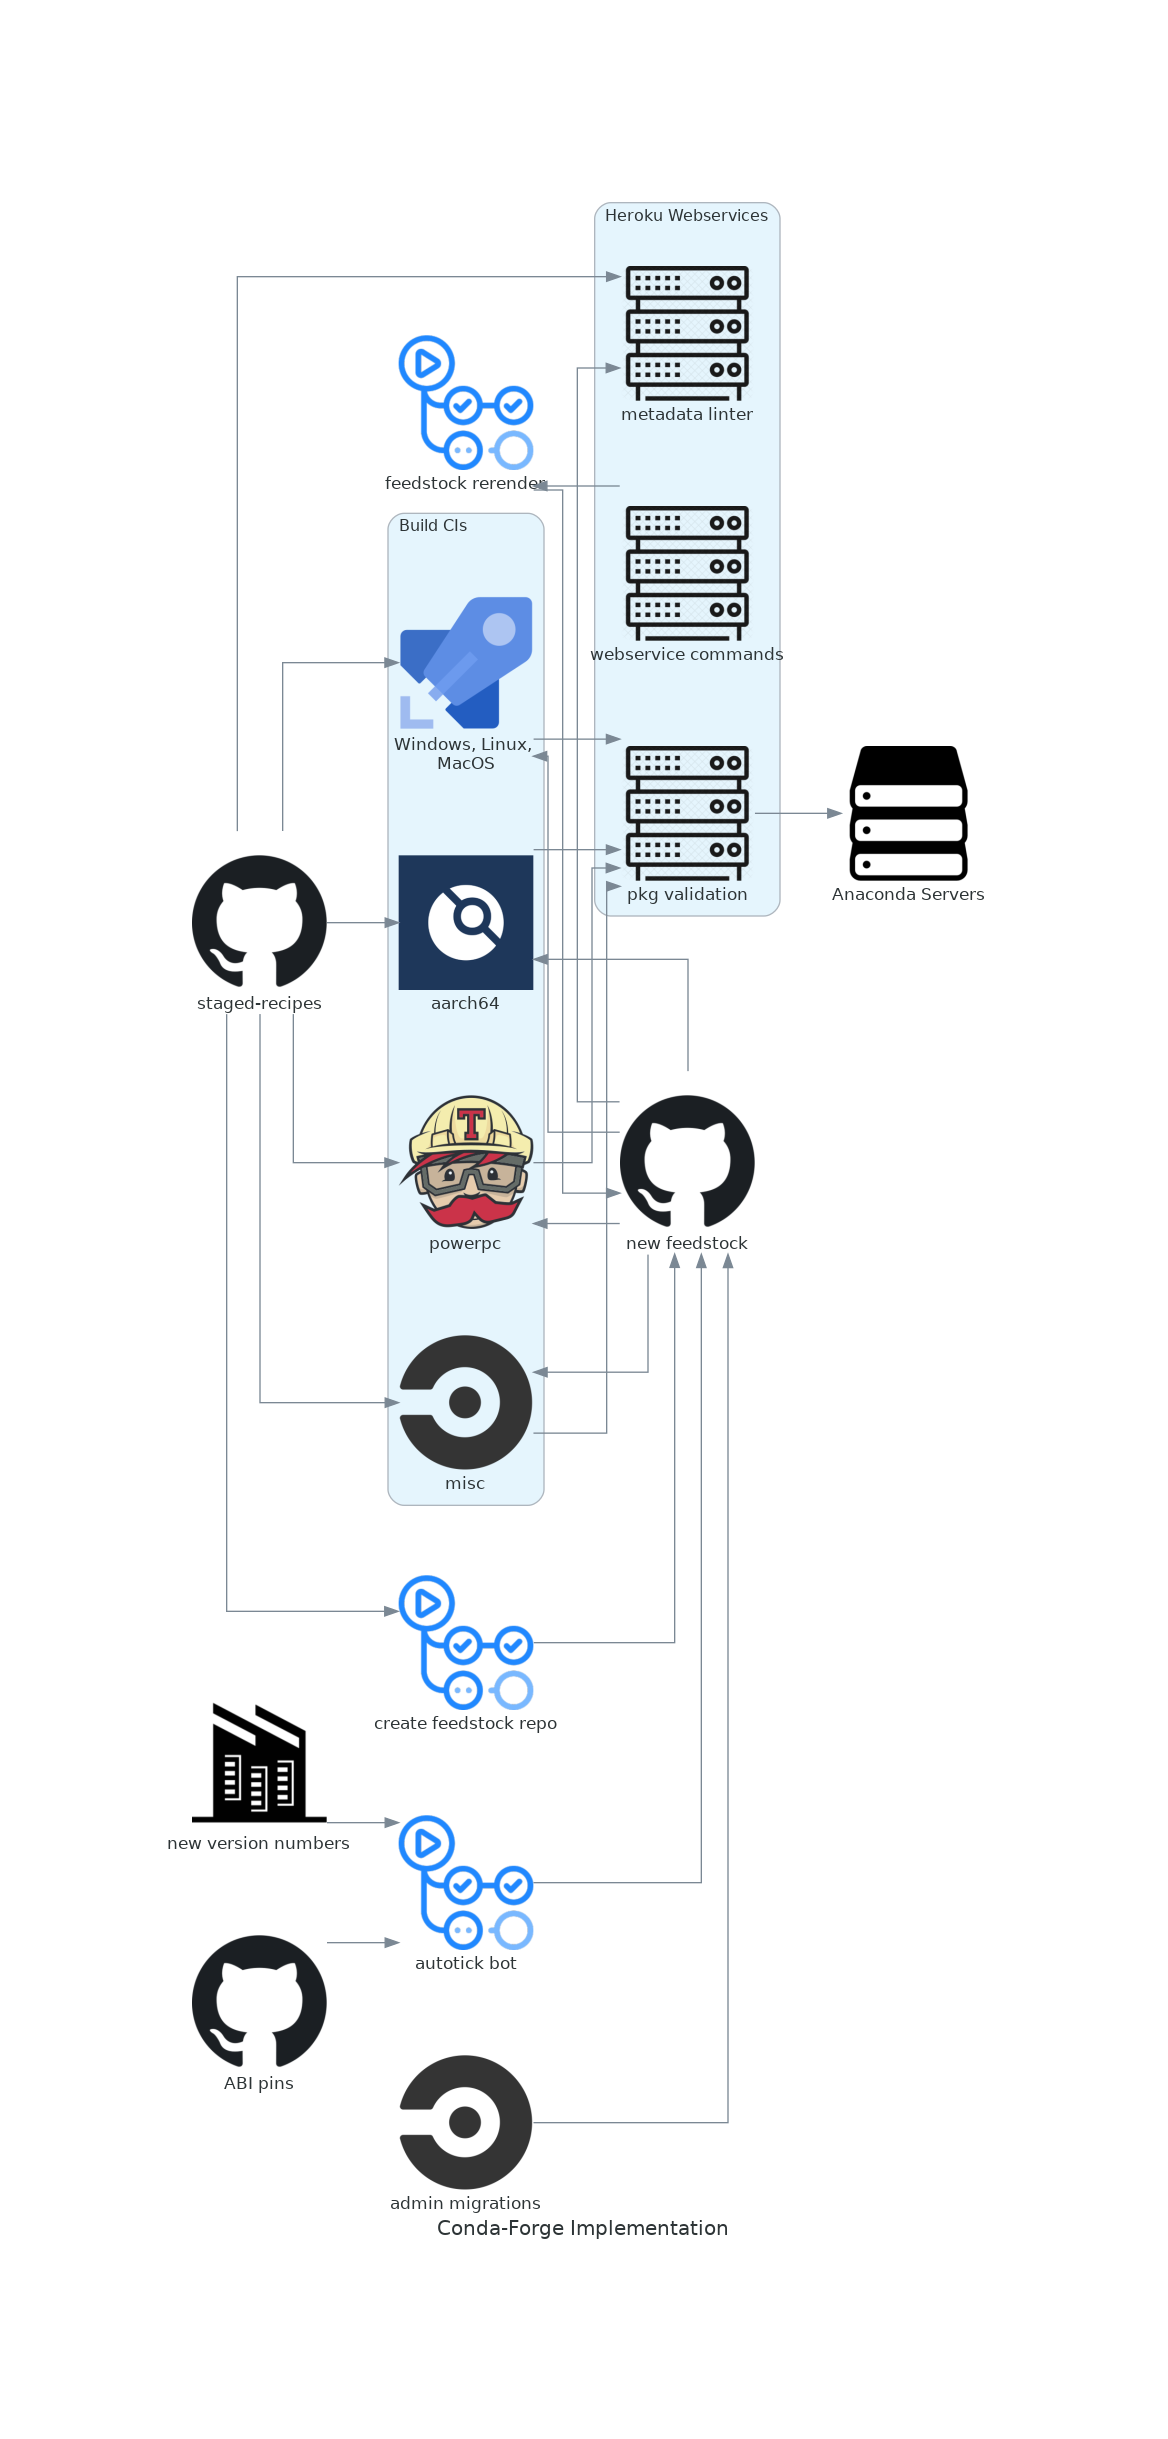 Heroku Webservices
metadata linter
feedstock rerender
Build CIs
webservice commands
Windows, Linux,
MacOS
pkg validation
Anaconda Servers
staged-recipes
aarch64
T
powerpc
new feedstock
misc
create feedstock repo
new version numbers
autotick bot
ABI pins
admin migrations
Conda-Forge Implementation